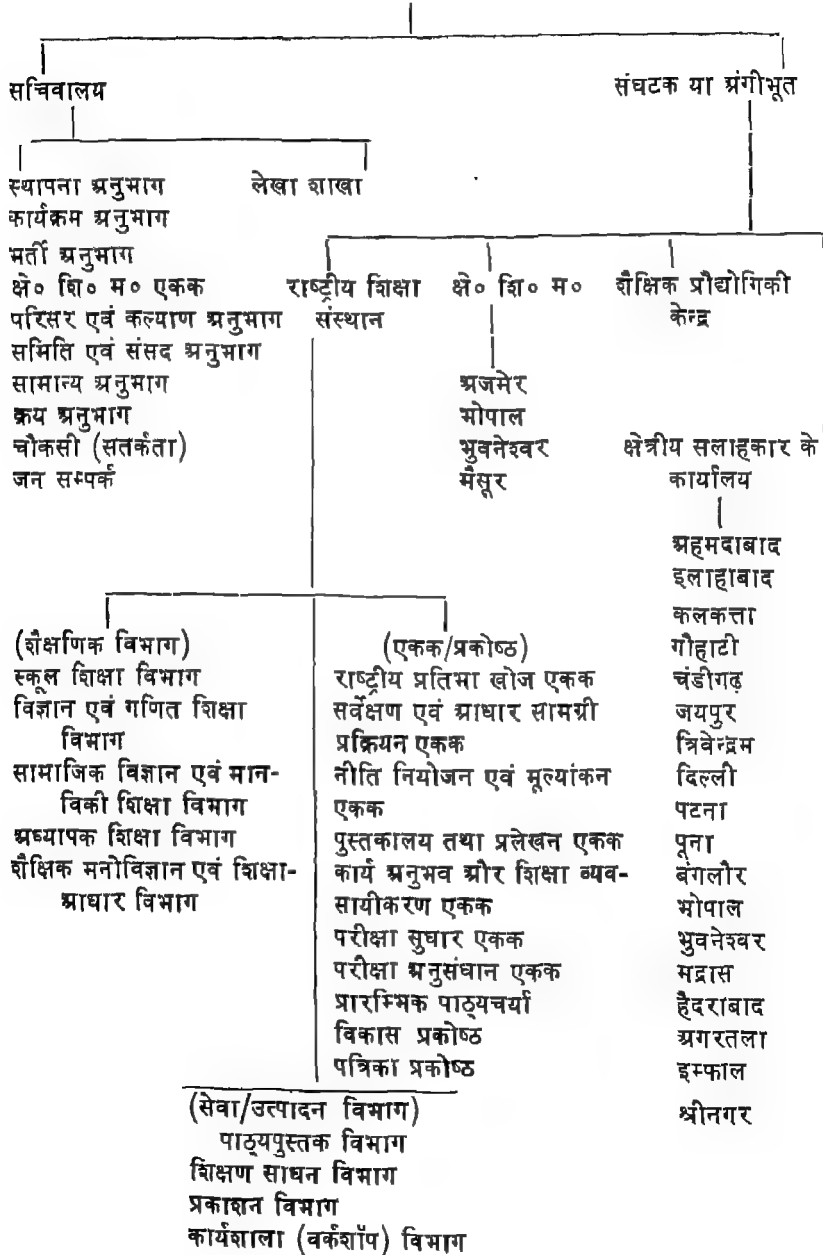 सचिवालय
संघटक या अंगीभूत
स्थापना अनुभाग
लेखा शाखा
कार्यक्रम अनुभाग
भर्ती अनुभाग
क्षे० शि० म० एकक
परिसर एवं कल्याण अनुभाग
समिति एवं संसद अनुभाग
सामान्य अनुभाग
क्रय अनुभाग
चौकसी (सतर्कता)
जन सम्पर्क
राष्ट्रीय शिक्षा
संस्थान
क्षे० शि० म०
अजमेर
भोपाल
भुवनेश्वर
मैसूर
शैक्षिक प्रौद्योगिकी
केन्द्र
क्षेत्रीय सलाहकार के
कार्यालय
अहमदाबाद
इलाहाबाद
कलकत्ता
गौहाटी
चंडीगढ़
जयपुर
त्रिवेन्द्रम
दिल्ली
पटना
पूना
बंगलौर
भोपाल
भुवनेश्वर
मद्रास
हैदराबाद
अगरतला
इम्फाल
श्रीनगर
(शैक्षणिक विभाग)
स्कूल शिक्षा विभाग
विज्ञान एवं गणित शिक्षा
विभाग
सामाजिक विज्ञान एवं मान-
विकी शिक्षा विभाग
अध्यापक शिक्षा विभाग
शैक्षिक मनोविज्ञान एवं शिक्षा-
आधार विभाग
(एकक/प्रकोष्ठ)
राष्ट्रीय प्रतिभा खोज एकक
सर्वेक्षण एवं आधार सामग्री
प्रक्रियन एकक
नीति नियोजन एवं मूल्यांकन
एकक
पुस्तकालय तथा प्रलेखन एकक
कार्य अनुभव और शिक्षा व्यव-
सायीकरण एकक
परीक्षा सुधार एकक
परीक्षा अनुसंधान एकक
प्रारम्भिक पाठ्यचर्या
विकास प्रकोष्ठ
पत्रिका प्रकोष्ठ
(सेवा/उत्पादन विभाग)
पाठ्यपुस्तक विभाग
शिक्षण साधन विभाग
प्रकाशन विभाग
कार्यशाला (वर्कशॉप) विभाग